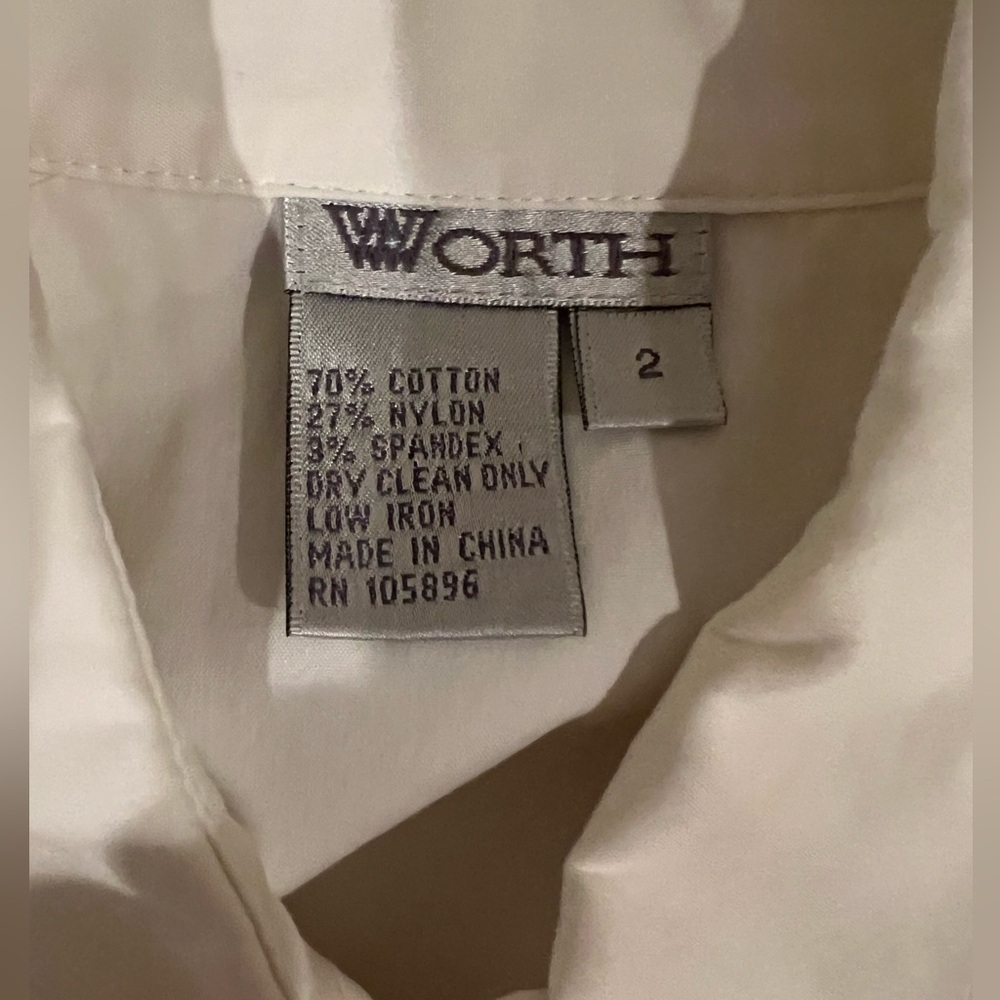 WORTH
2
70% COTTON
27% NYLON
3% SPANDEX
DRY CLEAN ONLY
LOW IRON
MADE IN CHINA
RN 105896